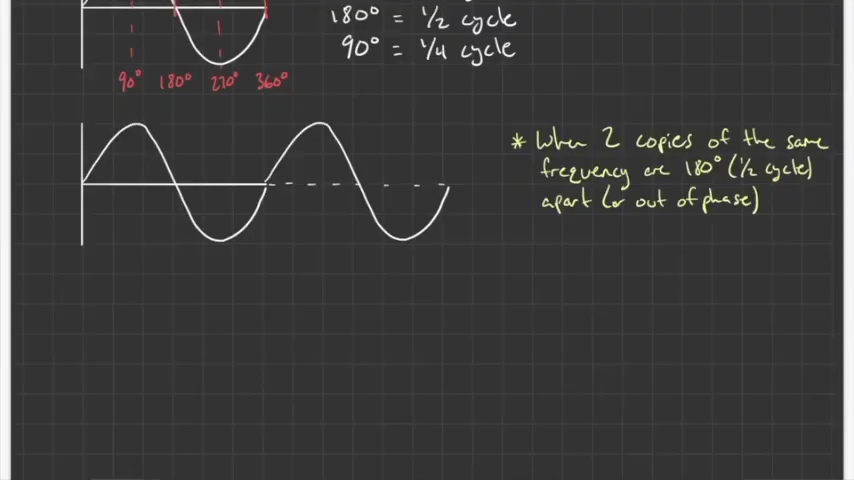 180° = 1/2 cycle
90° = 1/4 cycle
90° 180° 270° 360°
* When 2 copies of the same
frequency are 180° (1/2 cycle)
apart (or out of phase)